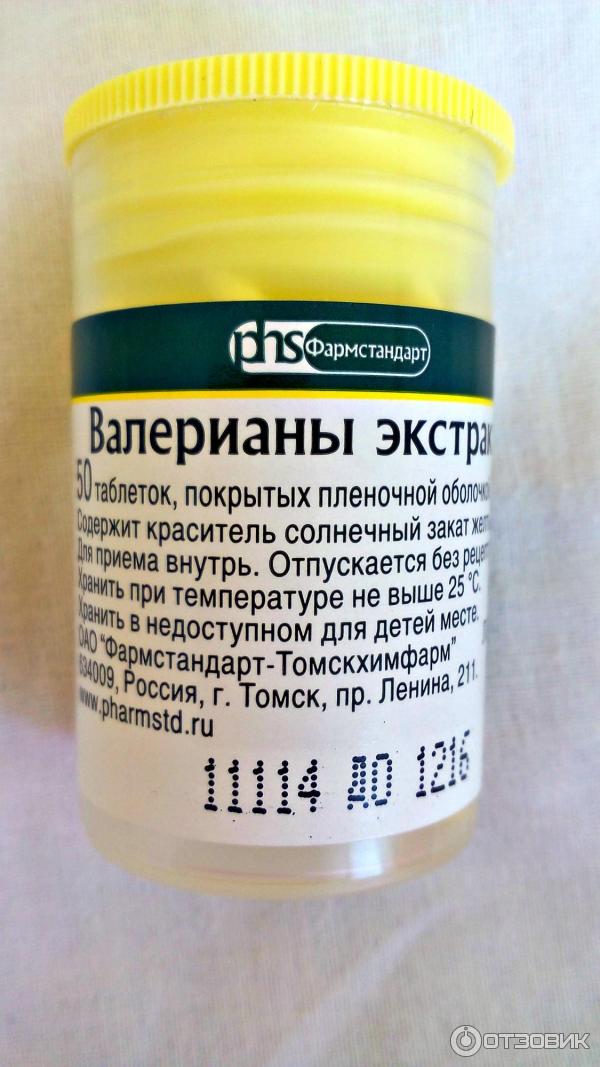 phs Фармстандарт
Валерианы экстрак
50 таблеток, покрытых пленочной оболочко
Содержит краситель солнечный закат желт
Для приема внутрь. Отпускается без рецеп
Хранить при температуре не выше 25 °С.
Хранить в недоступном для детей месте.
ОАО "Фармстандарт-Томскхимфарм"
634009, Россия, г. Томск, пр. Ленина, 211.
www.pharmstd.ru
11114 ДО 1216
ОТЗОВИК